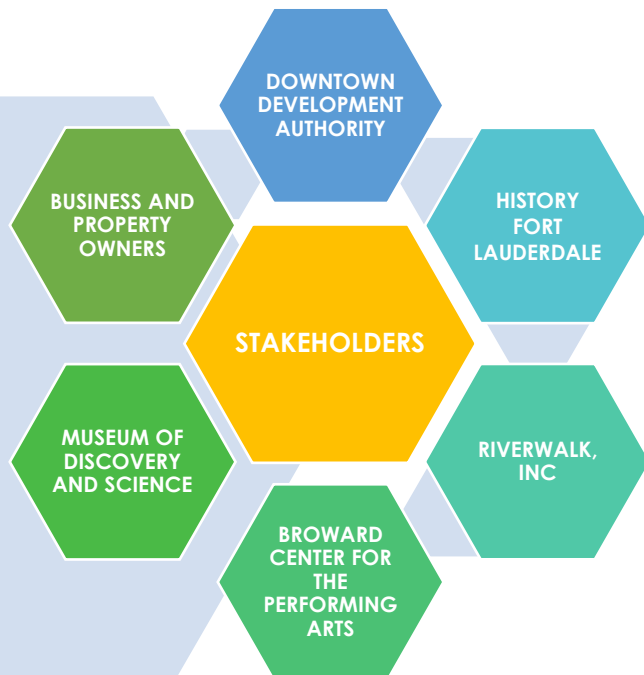 DOWNTOWN
DEVELOPMENT
AUTHORITY
BUSINESS AND
PROPERTY
OWNERS
HISTORY
FORT
LAUDERDALE
STAKEHOLDERS
MUSEUM OF
DISCOVERY
AND SCIENCE
RIVERWALK,
INC
BROWARD
CENTER FOR
THE
PERFORMING
ARTS